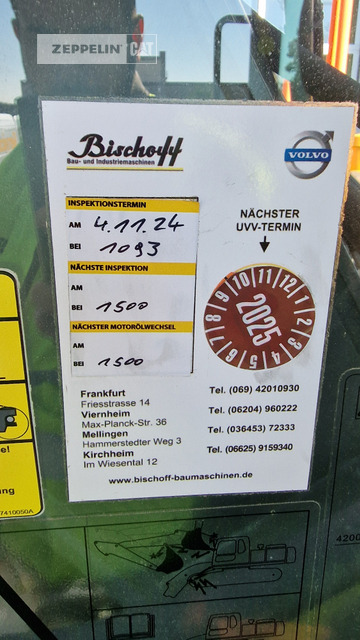 ZEPPELIN CAT
Bischoff
Bau- und Industriemaschinen
VOLVO
INSPEKTIONSTERMIN
AM 4.11.24
BEI 1093
NÄCHSTE INSPEKTION
AM
BEI 1500
NÄCHSTER MOTORÖLWECHSEL
AM
BEI 1500
NÄCHSTER
UVV-TERMIN
1 2 3 4 5 6 7 8 9 10 11 12
2025
Frankfurt
Friesstrasse 14
Viernheim
Max-Planck-Str. 36
Mellingen
Hammerstedter Weg 3
Kirchheim
Im Wiesental 12
Tel. (069) 42010930
Tel. (06204) 960222
Tel. (036453) 72333
Tel. (06625) 9159340
www.bischoff-baumaschinen.de
7410050A
4200